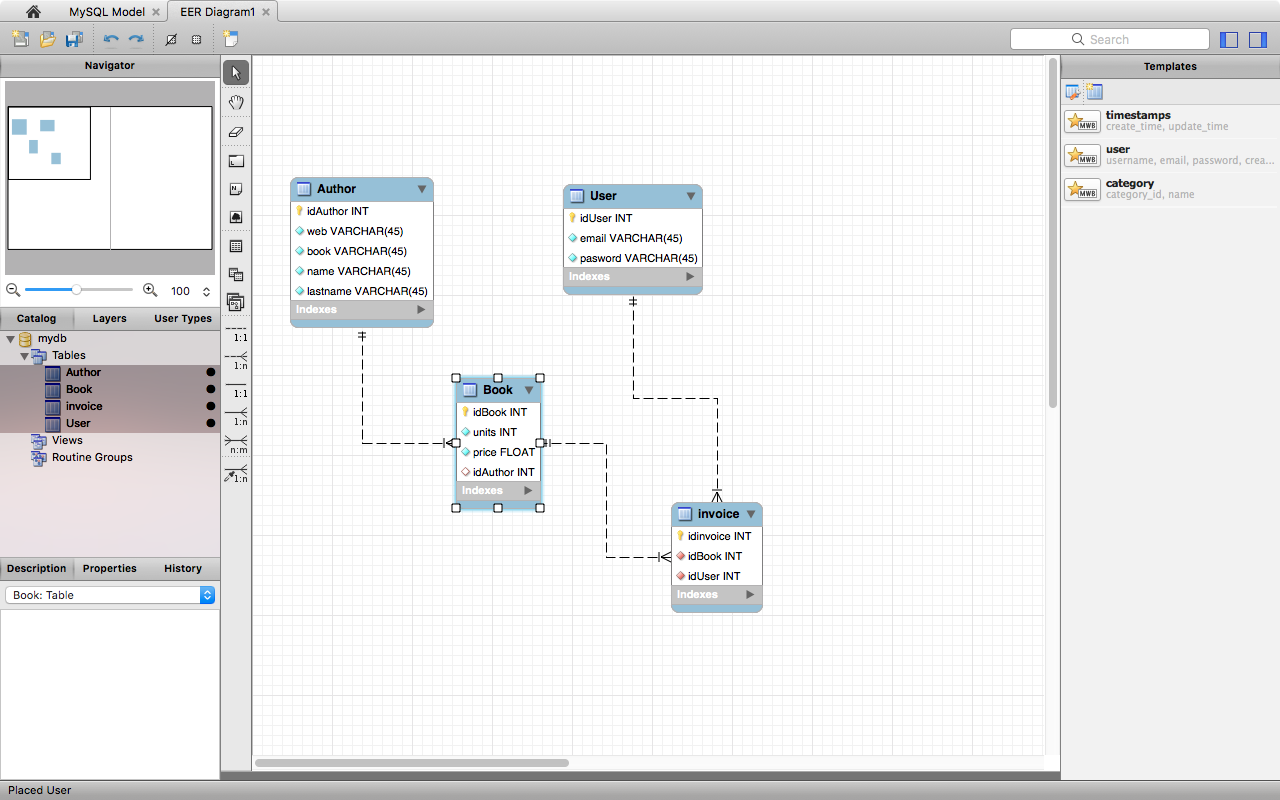 MySQL Model
EER Diagram1
Search
Navigator
100
Catalog
Layers
User Types
mydb
Tables
Author
Book
invoice
User
Views
Routine Groups
Description
Properties
History
Book: Table
1:1
1:n
1:1
1:n
n:m
1:n
Author
idAuthor INT
web VARCHAR(45)
book VARCHAR(45)
name VARCHAR(45)
lastname VARCHAR(45)
Indexes
User
idUser INT
email VARCHAR(45)
pasword VARCHAR(45)
Indexes
Book
idBook INT
units INT
price FLOAT
idAuthor INT
Indexes
invoice
idinvoice INT
idBook INT
idUser INT
Indexes
Templates
MWB
timestamps
create_time, update_time
MWB
user
username, email, password, crea...
MWB
category
category_id, name
Placed User